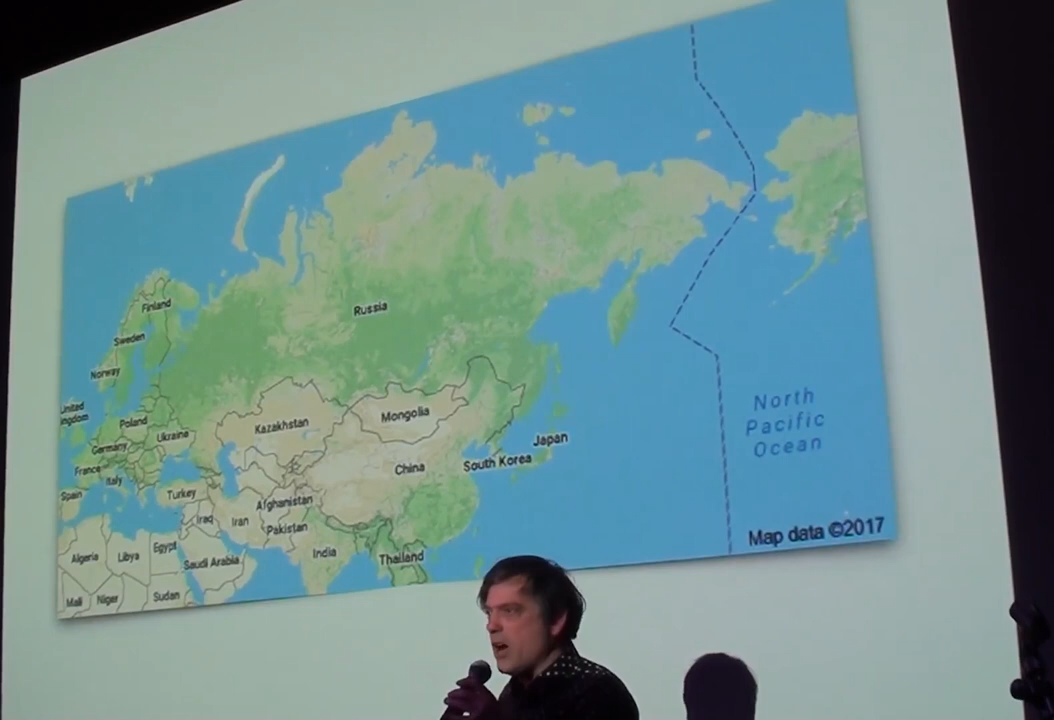 Finland
Sweden
Norway
Russia
United
Kingdom
Poland
Germany
Ukraine
France
Italy
Spain
Turkey
Kazakhstan
Mongolia
China
South Korea
Japan
North
Pacific
Ocean
Afghanistan
Iraq
Iran
Pakistan
Algeria
Libya
Egypt
Saudi Arabia
India
Thailand
Mali
Niger
Sudan
Map data ©2017